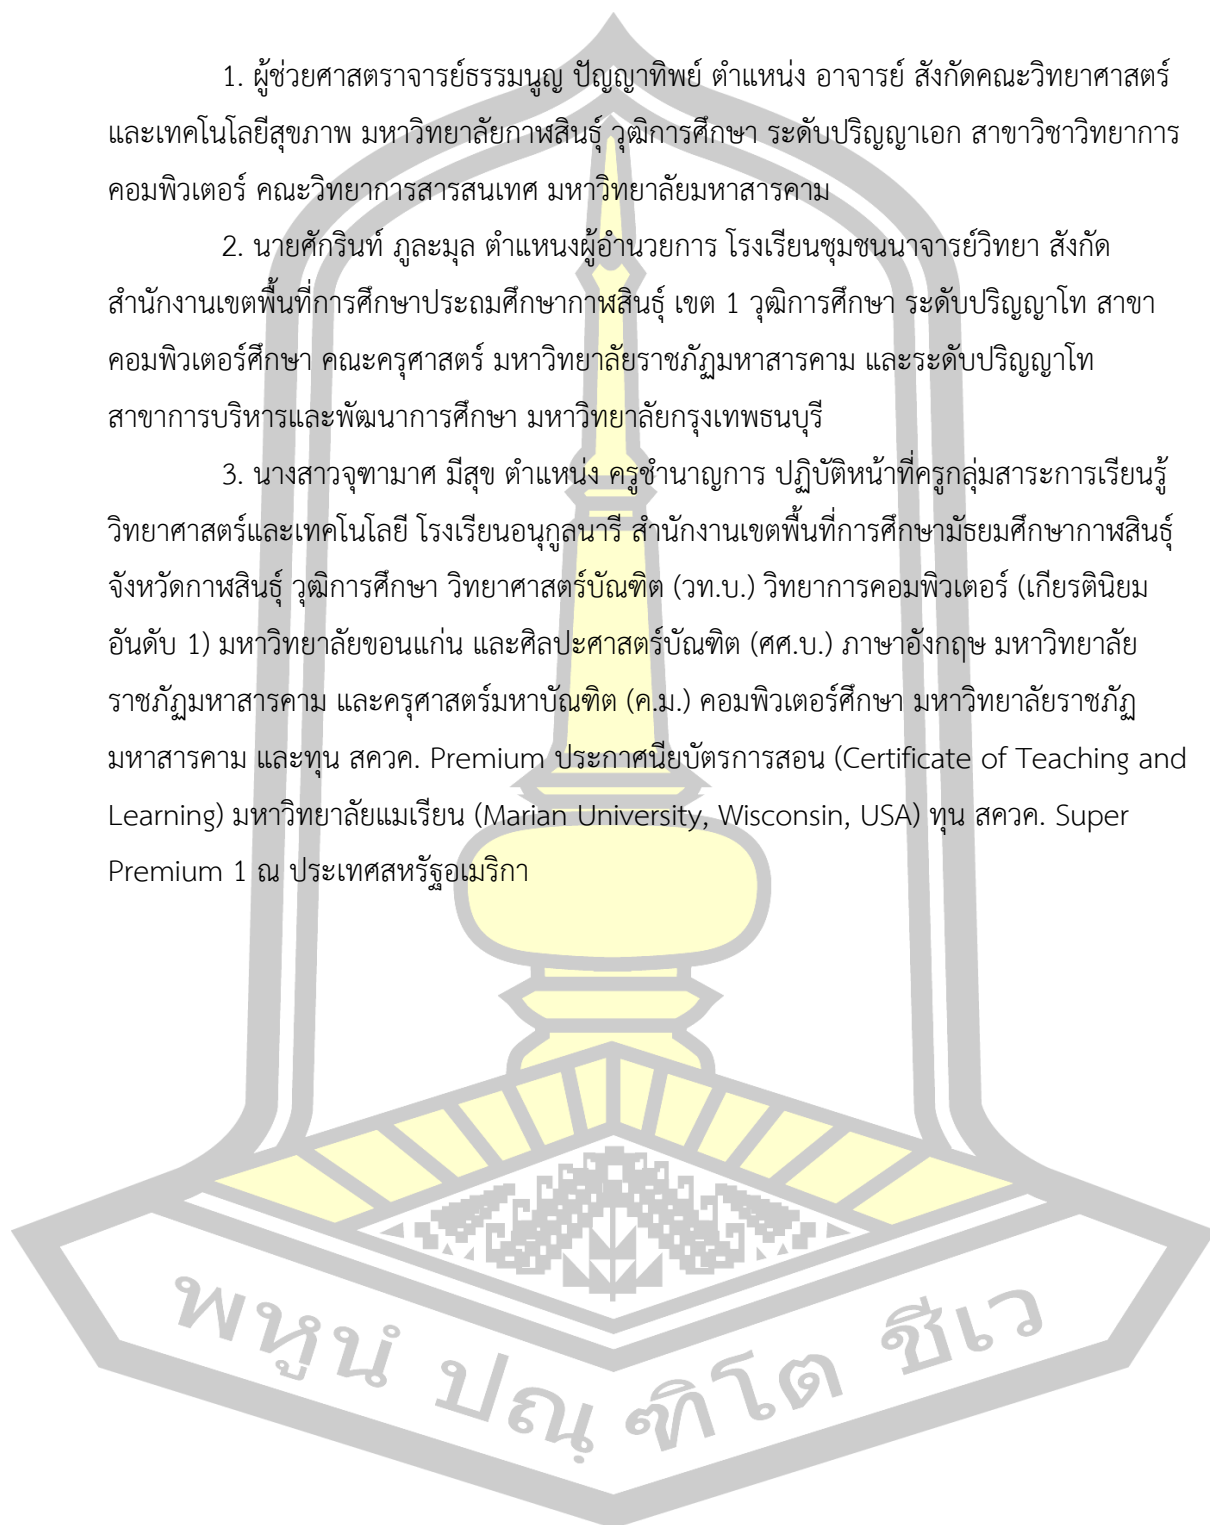 1. ผู้ช่วยศาสตราจารย์ธรรมนูญ ปัญญาทิพย์ ตำแหน่ง อาจารย์ สังกัดคณะวิทยาศาสตร์
และเทคโนโลยีสุขภาพ มหาวิทยาลัยกาฬสินธุ์ วุฒิการศึกษา ระดับปริญญาเอก สาขาวิชาวิทยาการ
คอมพิวเตอร์ คณะวิทยาการสารสนเทศ มหาวิทยาลัยมหาสารคาม
2. นายศักรินท์ ภูละมุล ตำแหนงผู้อำนวยการ โรงเรียนชุมชนนาจารย์วิทยา สังกัด
สำนักงานเขตพื้นที่การศึกษาประถมศึกษากาฬสินธุ์ เขต 1 วุฒิการศึกษา ระดับปริญญาโท สาขา
คอมพิวเตอร์ศึกษา คณะครุศาสตร์ มหาวิทยาลัยราชภัฏมหาสารคาม และระดับปริญญาโท
สาขาการบริหารและพัฒนาการศึกษา มหาวิทยาลัยกรุงเทพธนบุรี
3. นางสาวจุฑามาศ มีสุข ตำแหน่ง ครูชำนาญการ ปฏิบัติหน้าที่ครูกลุ่มสาระการเรียนรู้
วิทยาศาสตร์และเทคโนโลยี โรงเรียนอนุกูลนารี สำนักงานเขตพื้นที่การศึกษามัธยมศึกษากาฬสินธุ์
จังหวัดกาฬสินธุ์ วุฒิการศึกษา วิทยาศาสตร์บัณฑิต (วท.บ.) วิทยาการคอมพิวเตอร์ (เกียรตินิยม
อันดับ 1) มหาวิทยาลัยขอนแก่น และศิลปะศาสตร์บัณฑิต (ศศ.บ.) ภาษาอังกฤษ มหาวิทยาลัย
ราชภัฏมหาสารคาม และครุศาสตร์มหาบัณฑิต (ค.ม.) คอมพิวเตอร์ศึกษา มหาวิทยาลัยราชภัฏ
มหาสารคาม และทุน สควค. Premium ประกาศนียบัตรการสอน (Certificate of Teaching and
Learning) มหาวิทยาลัยแมเรียน (Marian University, Wisconsin, USA) ทุน สควค. Super
Premium 1 ณ ประเทศสหรัฐอเมริกา
พหูนํ ปณฺ ฑิโต ชีเว